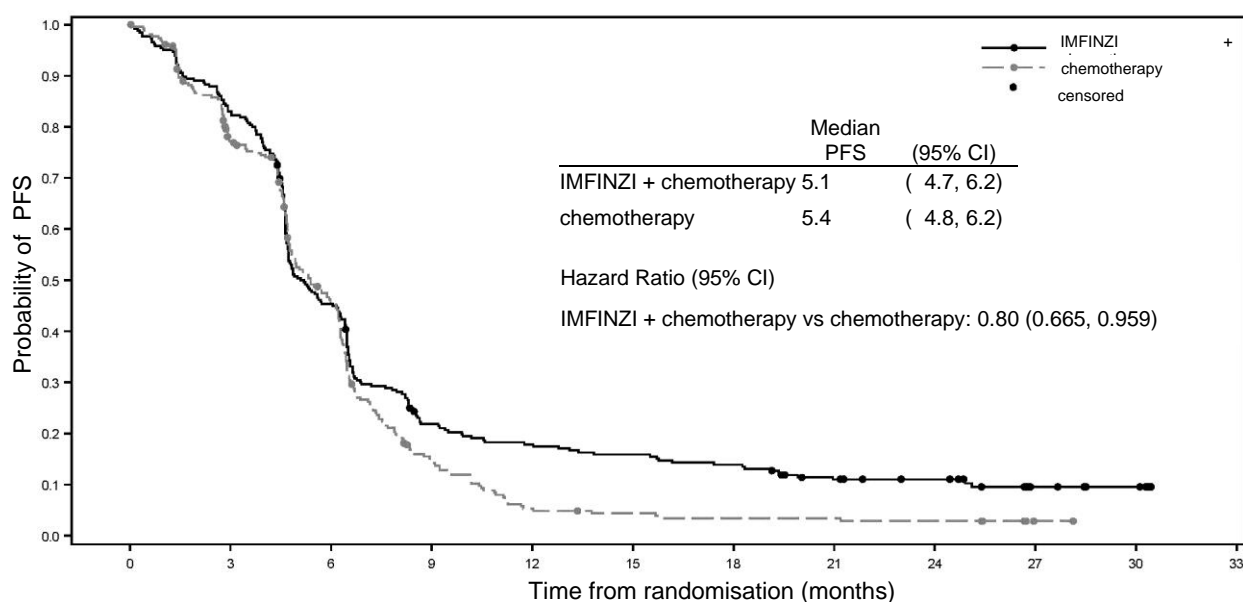 IMFINZI +
chemotherapy
censored
Median
PFS (95% CI)
IMFINZI + chemotherapy 5.1 ( 4.7, 6.2)
chemotherapy 5.4 ( 4.8, 6.2)
Hazard Ratio (95% CI)
IMFINZI + chemotherapy vs chemotherapy: 0.80 (0.665, 0.959)
Probability of PFS
1.0
0.9
0.8
0.7
0.6
0.5
0.4
0.3
0.2
0.1
0.0
0 3 6 9 12 15 18 21 24 27 30 33
Time from randomisation (months)